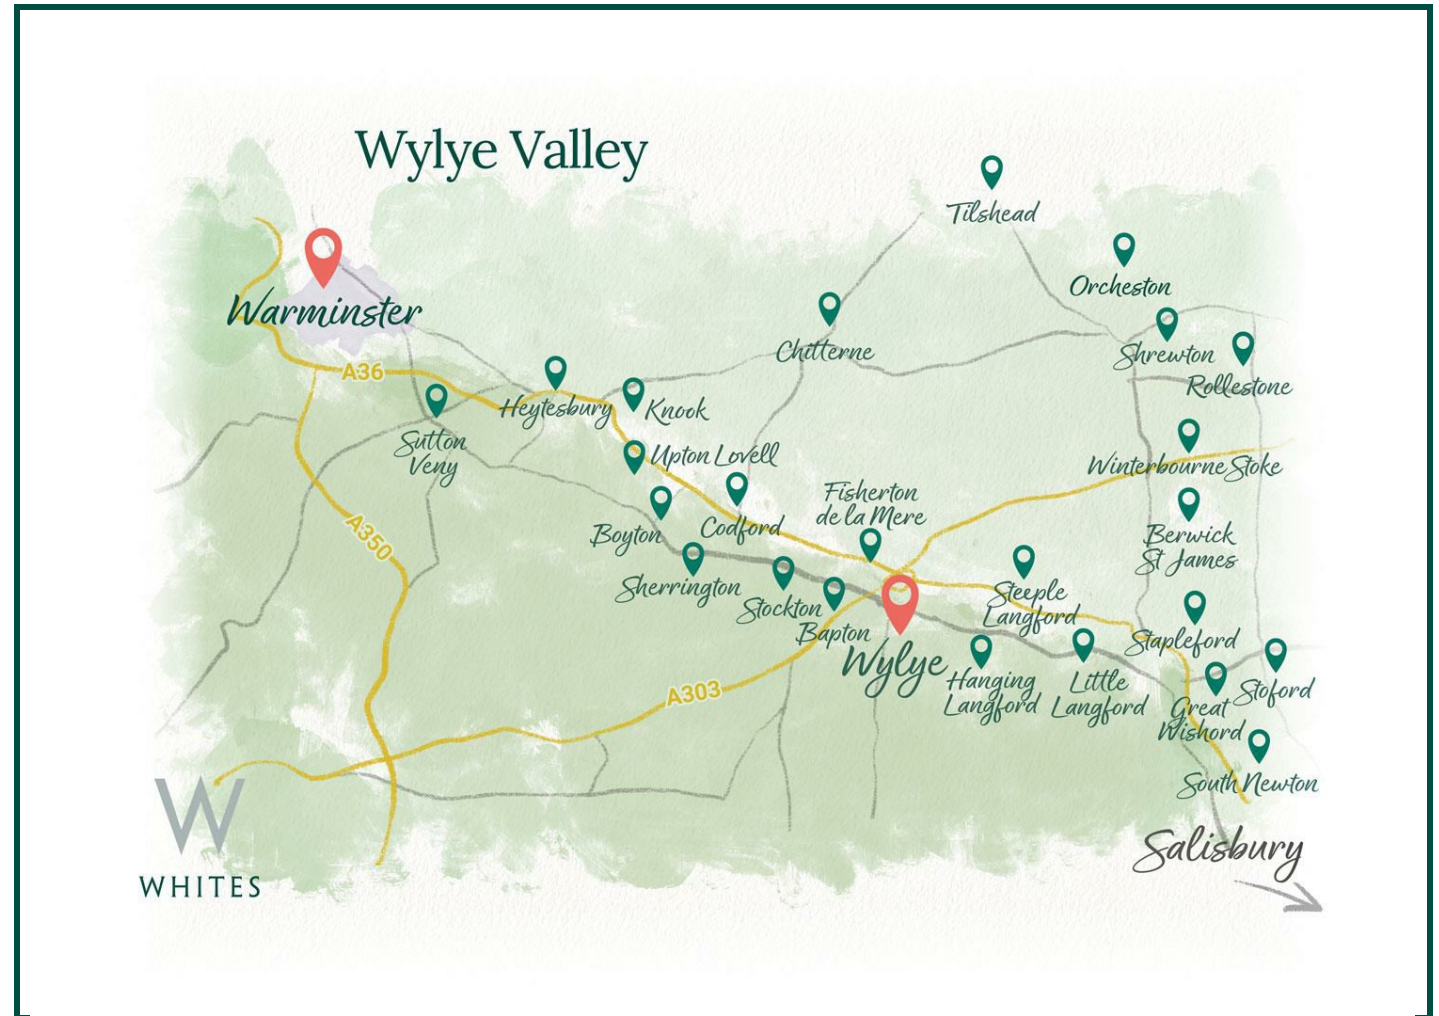 Wylye Valley
Tilshead
Orcheston
Warminster
Chitterne
Shrewton
Rollestone
A36
Heytesbury
Knook
Sutton
Veny
Upton Lovell
Winterbourne Stoke
Fisherton
de la Mere
Codford
Boyton
A350
Berwick
St James
Sherrington
Stockton
Bapton
Steeple
Langford
Stapleford
Wylye
Hanging
Langford
Little
Langford
Stoford
A303
Great
Wishord
South Newton
W
WHITES
Salisbury